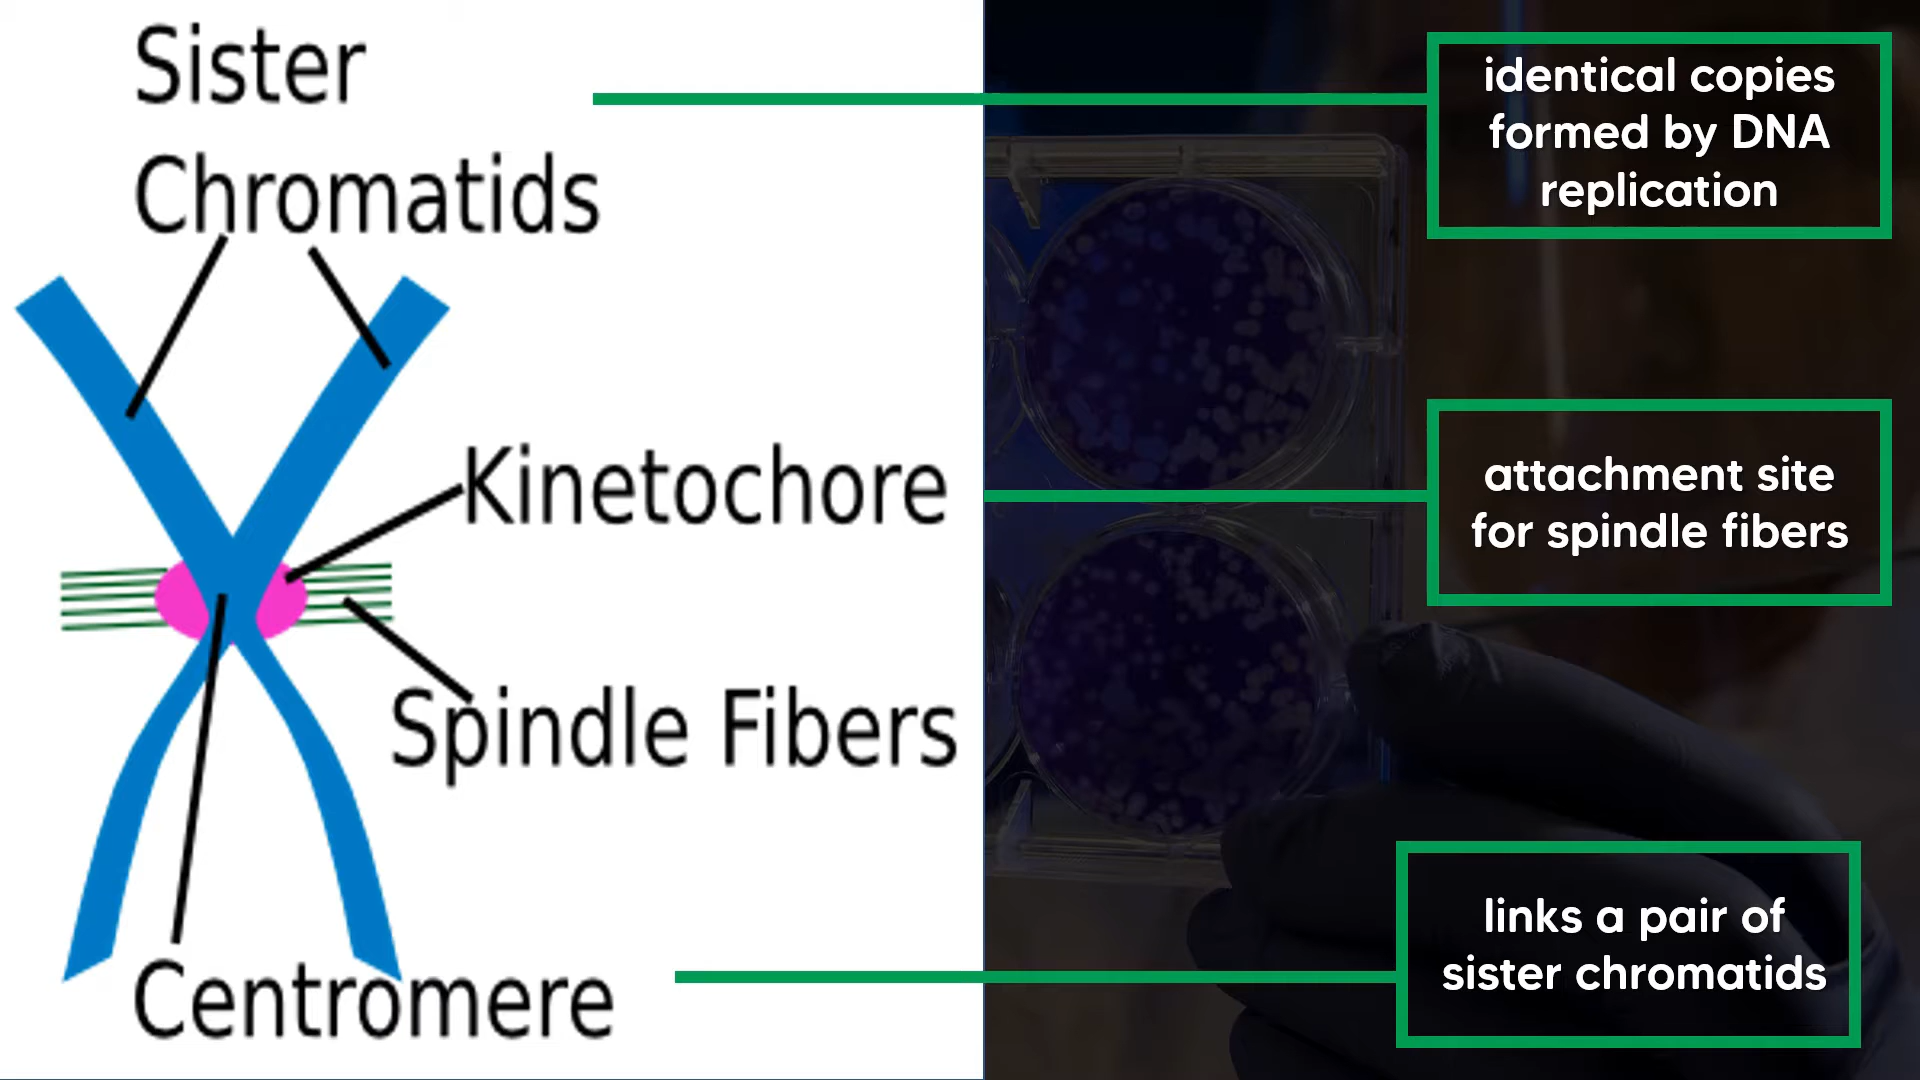 Sister
Chromatids
identical copies
formed by DNA
replication
Kinetochore
attachment site
for spindle fibers
Spindle Fibers
Centromere
links a pair of
sister chromatids